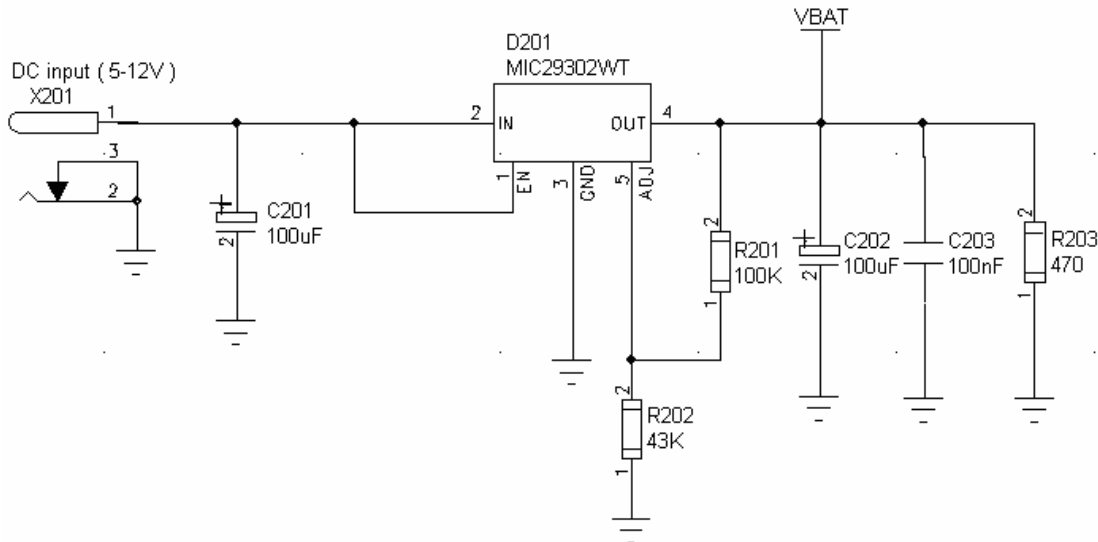 VBAT
D201
MIC29302WT
DC input ( 5-12V )
X201
1
2
IN
OUT
4
3
2
1
EN
3
GND
5
ADJ
+
C201
100uF
2
2
R201
100K
1
+
C202
100uF
2
C203
100nF
2
R203
470
1
2
R202
43K
1